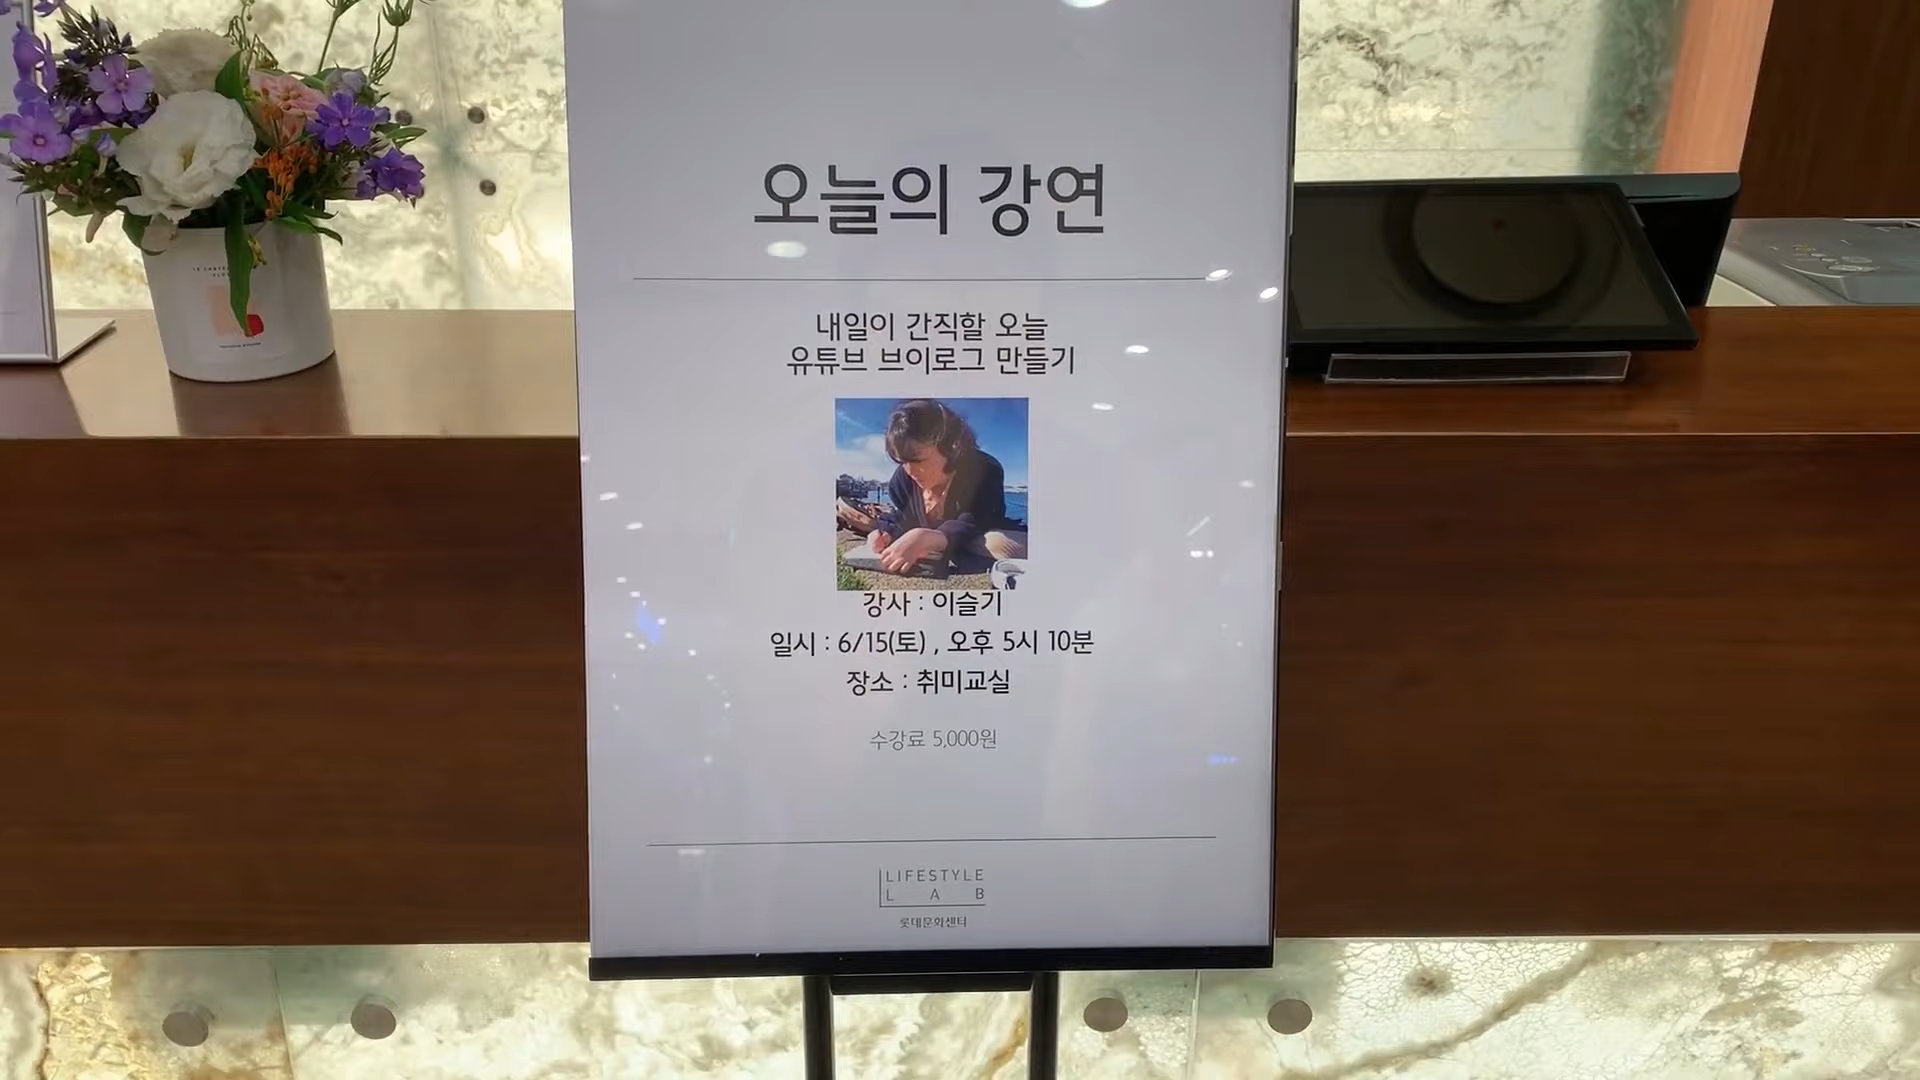 오늘의 강연
내일이 간직할 오늘
유튜브 브이로그 만들기
강사 : 이슬기
일시 : 6/15(토) , 오후 5시 10분
장소 : 취미교실
수강료 5,000원
LIFESTYLE
L A B
롯데문화센터